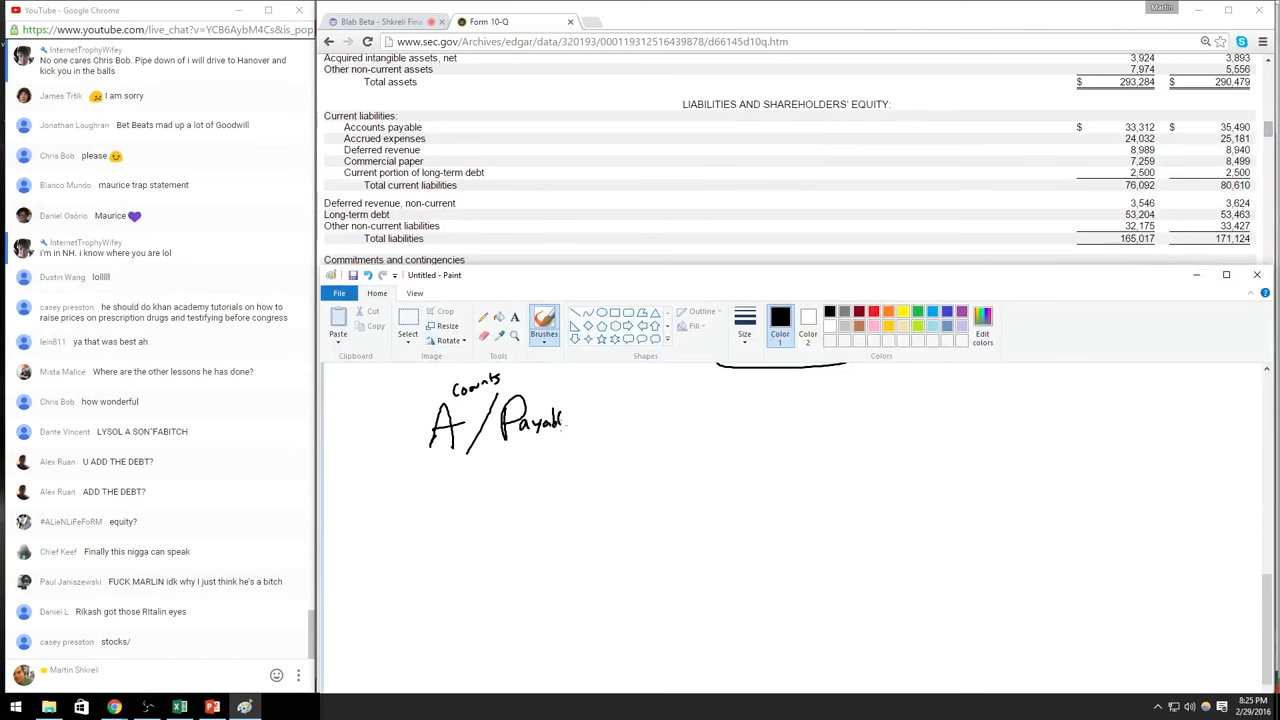 YouTube - Google Chrome
https://www.youtube.com/live_chat?v=YCB6AybM4Cs&is_pop
InternetTrophyWifey
No one cares Chris Bob. Pipe down of i will drive to Hanover and
kick you in the balls
James Trtík I am sorry
Jonathan Loughran Bet Beats mad up a lot of Goodwill
Chris Bob please
Blanco Mundo maurice trap statement
Daniel Osório Maurice
InternetTrophyWifey
i'm in NH. i know where you are lol
Dustin Wang lolllll
casey presston he should do khan academy tutorials on how to
raise prices on prescription drugs and testifying before congress
lein811 ya that was best ah
Mista Malice Where are the other lessons he has done?
Chris Bob how wonderful
Dante Vincent LYSOL A SON"FABITCH
Alex Ruan U ADD THE DEBT?
Alex Ruan ADD THE DEBT?
#ALieNLiFeFoRM equity?
Chief Keef Finally this nigga can speak
Paul Janiszewski FUCK MARLIN idk why I just think he's a bitch
Daniel L Rikash got those RItalin eyes
casey presston stocks/
Martin Shkreli
Martin
Blab Beta - Shkreli Fina
Form 10-Q
www.sec.gov/Archives/edgar/data/320193/000119312516439878/d66145d10q.htm
Acquired intangible assets, net 3,924 3,893
Other non-current assets 7,974 5,556
Total assets $ 293,284 $ 290,479
LIABILITIES AND SHAREHOLDERS' EQUITY:
Current liabilities:
Accounts payable $ 33,312 $ 35,490
Accrued expenses 24,032 25,181
Deferred revenue 8,989 8,940
Commercial paper 7,259 8,499
Current portion of long-term debt 2,500 2,500
Total current liabilities 76,092 80,610
Deferred revenue, non-current 3,546 3,624
Long-term debt 53,204 53,463
Other non-current liabilities 32,175 33,427
Total liabilities 165,017 171,124
Commitments and contingencies
Untitled - Paint
File Home View
Paste Cut Copy
Clipboard
Select Crop Resize Rotate
Image
Tools
Brushes
Outline Fill
Shapes
Size
Color 1
Color 2
Edit colors
Colors
counts
A/Payabl
8:25 PM
2/29/2016